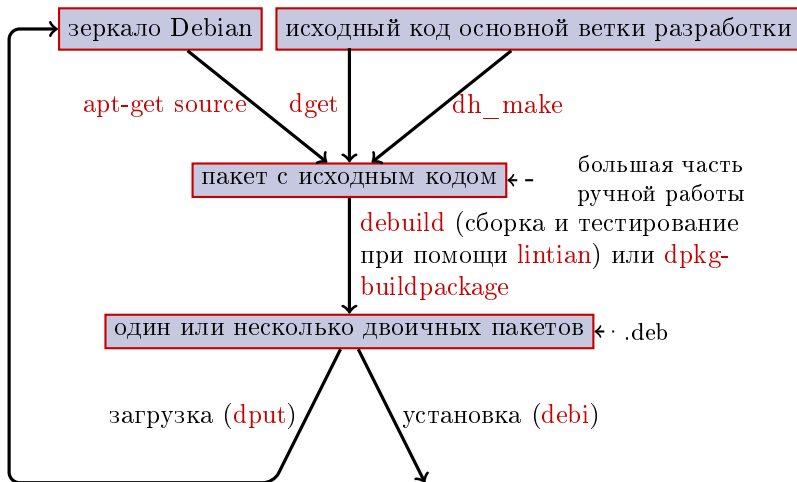 зеркало Debian
исходный код основной ветки разработки
apt-get source
dget
dh_make
пакет с исходным кодом
большая часть
ручной работы
debuild (сборка и тестирование
при помощи lintian) или dpkg-
buildpackage
один или несколько двоичных пакетов
.deb
загрузка (dput)
установка (debi)